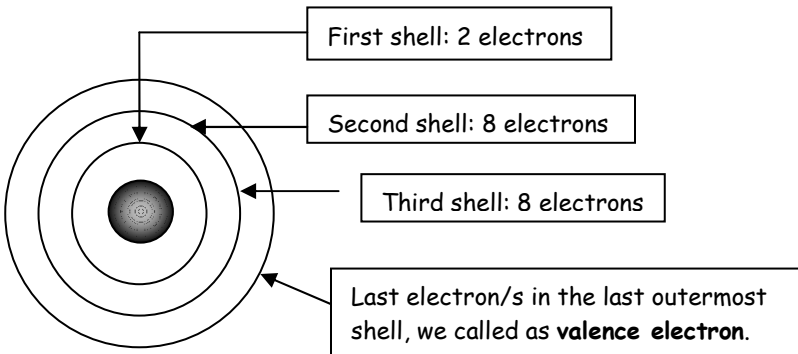 First shell: 2 electrons
Second shell: 8 electrons
Third shell: 8 electrons
Last electron/s in the last outermost
shell, we called as valence electron.